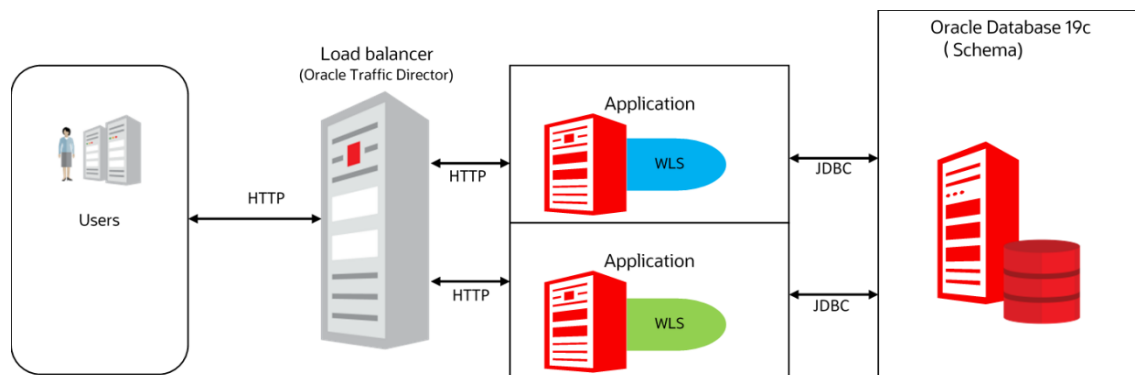 Users
HTTP
Load balancer
(Oracle Traffic Director)
HTTP
HTTP
Application
WLS
Application
WLS
JDBC
JDBC
Oracle Database 19c
( Schema)